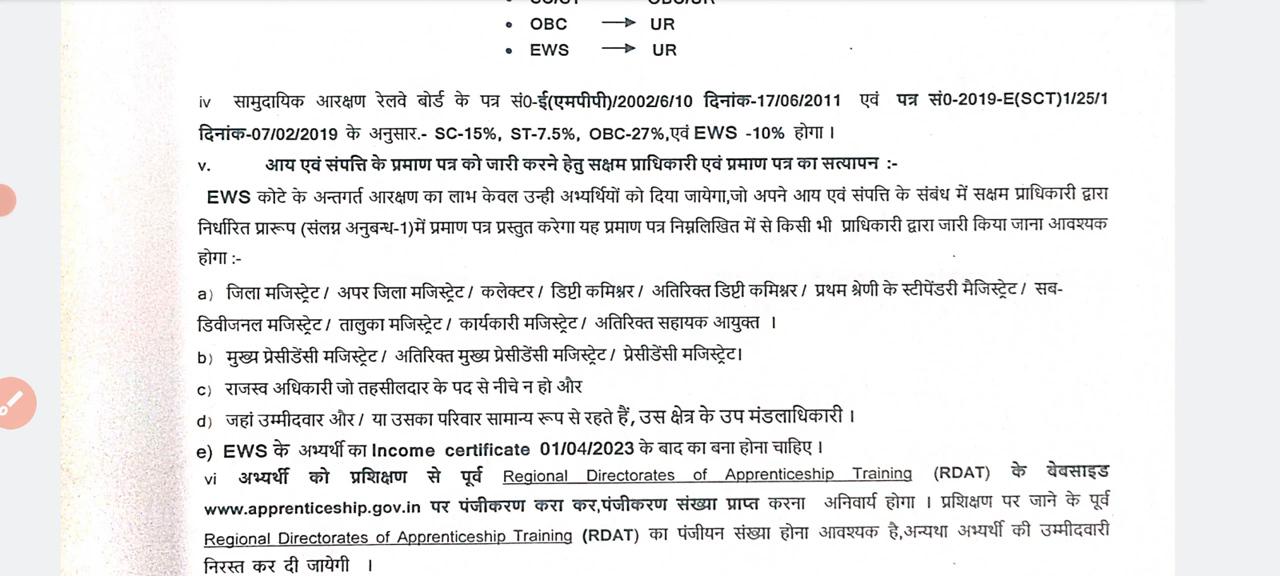 • OBC → UR
• EWS → UR
iv सामुदायिक आरक्षण रेलवे बोर्ड के पत्र सं0-ई(एमपीपी)/2002/6/10 दिनांक-17/06/2011 एवं पत्र सं0-2019-E(SCT)1/25/1
दिनांक-07/02/2019 के अनुसार.- SC-15%, ST-7.5%, OBC-27%,एवं EWS -10% होगा ।
v. आय एवं संपत्ति के प्रमाण पत्र को जारी करने हेतु सक्षम प्राधिकारी एवं प्रमाण पत्र का सत्यापन :-
EWS कोटे के अन्तगर्त आरक्षण का लाभ केवल उन्ही अभ्यर्थियों को दिया जायेगा,जो अपने आय एवं संपत्ति के संबंध में सक्षम प्राधिकारी द्वारा
निर्धारित प्रारूप (संलग्न अनुबन्ध-1)में प्रमाण पत्र प्रस्तुत करेगा यह प्रमाण पत्र निम्नलिखित में से किसी भी प्राधिकारी द्वारा जारी किया जाना आवश्यक
होगा :-
a) जिला मजिस्ट्रेट / अपर जिला मजिस्ट्रेट / कलेक्टर / डिप्टी कमिश्नर / अतिरिक्त डिप्टी कमिश्नर / प्रथम श्रेणी के स्टीपेंडरी मैजिस्ट्रेट / सब-
डिवीजनल मजिस्ट्रेट / तालुका मजिस्ट्रेट / कार्यकारी मजिस्ट्रेट / अतिरिक्त सहायक आयुक्त ।
b) मुख्य प्रेसीडेंसी मजिस्ट्रेट / अतिरिक्त मुख्य प्रेसीडेंसी मजिस्ट्रेट / प्रेसीडेंसी मजिस्ट्रेट।
c) राजस्व अधिकारी जो तहसीलदार के पद से नीचे न हो और
d) जहां उम्मीदवार और / या उसका परिवार सामान्य रूप से रहते हैं, उस क्षेत्र के उप मंडलाधिकारी ।
e) EWS के अभ्यर्थी का Income certificate 01/04/2023 के बाद का बना होना चाहिए ।
vi अभ्यर्थी को प्रशिक्षण से पूर्व Regional Directorates of Apprenticeship Training (RDAT) के वेबसाइड
www.apprenticeship.gov.in पर पंजीकरण करा कर,पंजीकरण संख्या प्राप्त करना अनिवार्य होगा । प्रशिक्षण पर जाने के पूर्व
Regional Directorates of Apprenticeship Training (RDAT) का पंजीयन संख्या होना आवश्यक है,अन्यथा अभ्यर्थी की उम्मीदवारी
निरस्त कर दी जायेगी ।